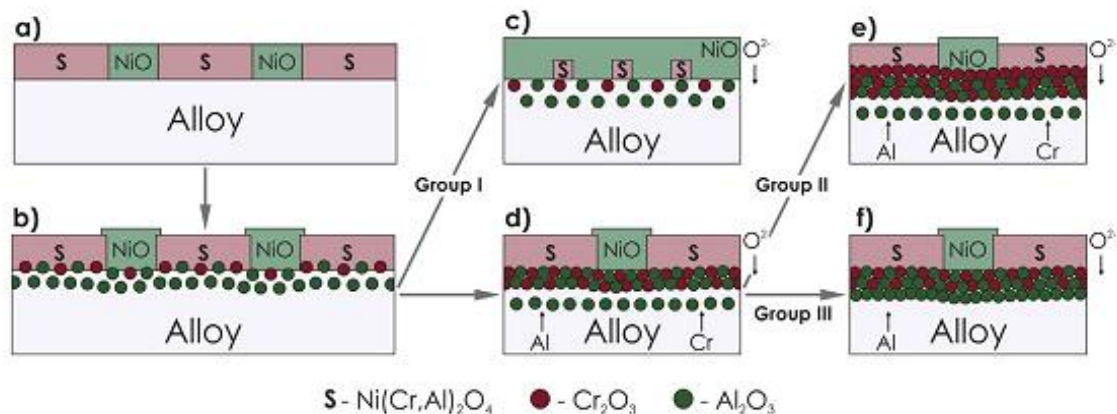 a)
S NiO S NiO S
Alloy
b)
S NiO S NiO S
Alloy
Group I
c)
NiO O²⁻
S S S
Alloy
d)
S NiO S O²⁻
Alloy
Al Cr
Group II
Group III
e)
S NiO S O²⁻
Alloy
Al Cr
f)
S NiO S O²⁻
Alloy
Al
S - Ni(Cr,Al)₂O₄ - Cr₂O₃ - Al₂O₃